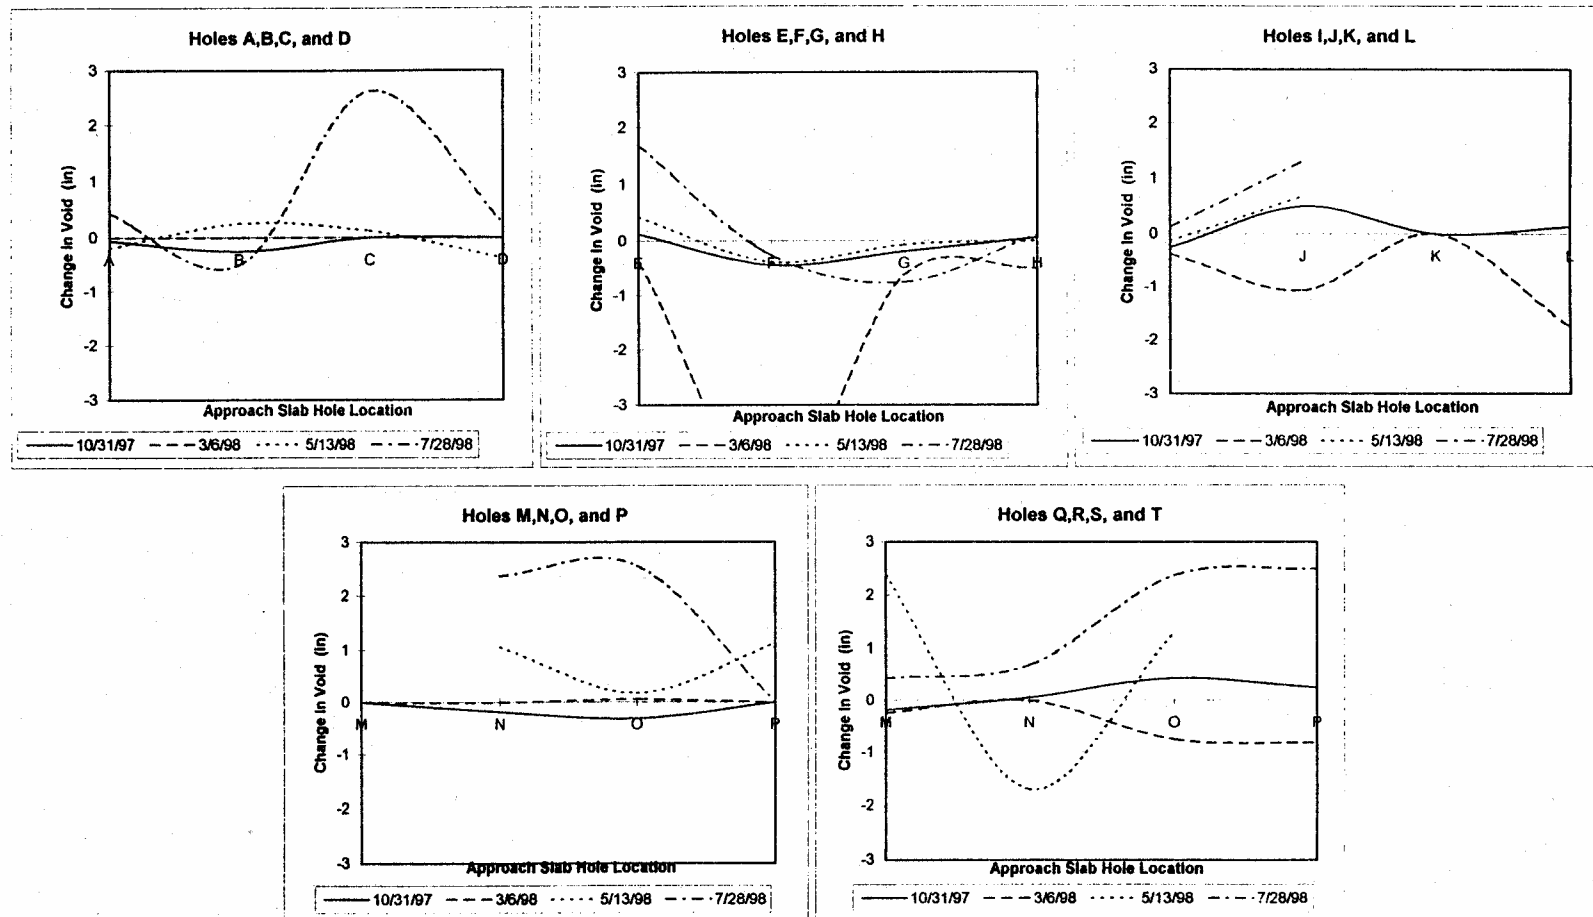 Holes A,B,C, and D
3
2
1
0
-1
-2
-3
Change In Void (in)
A B C D
Approach Slab Hole Location
10/31/97 3/6/98 5/13/98 7/28/98
Holes E,F,G, and H
3
2
1
0
-1
-2
-3
Change In Void (in)
E F G H
Approach Slab Hole Location
10/31/97 3/6/98 5/13/98 7/28/98
Holes I,J,K, and L
3
2
1
0
-1
-2
-3
Change In Void (in)
J K L
Approach Slab Hole Location
10/31/97 3/6/98 5/13/98 7/28/98
Holes M,N,O, and P
3
2
1
0
-1
-2
-3
Change In Void (in)
M N O P
Approach Slab Hole Location
10/31/97 3/6/98 5/13/98 7/28/98
Holes Q,R,S, and T
3
2
1
0
-1
-2
-3
Change In Void (in)
M N O P
Approach Slab Hole Location
10/31/97 3/6/98 5/13/98 7/28/98